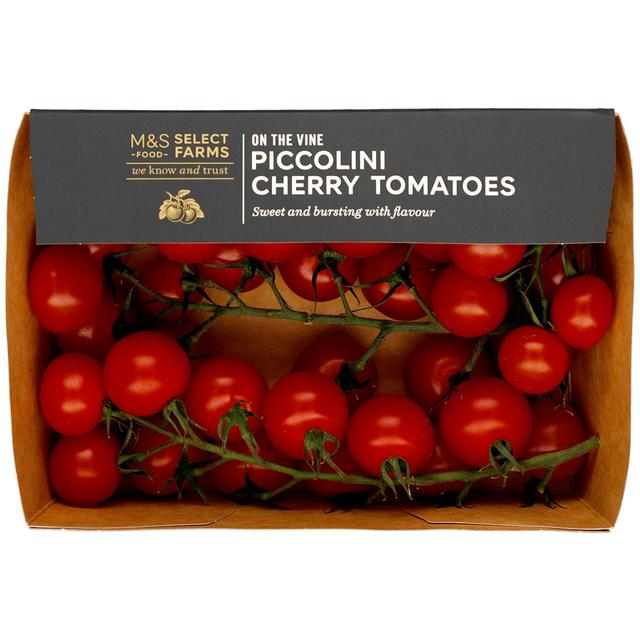 M&S SELECT
-FOOD- FARMS
we know and trust
ON THE VINE
PICCOLINI
CHERRY TOMATOES
Sweet and bursting with flavour